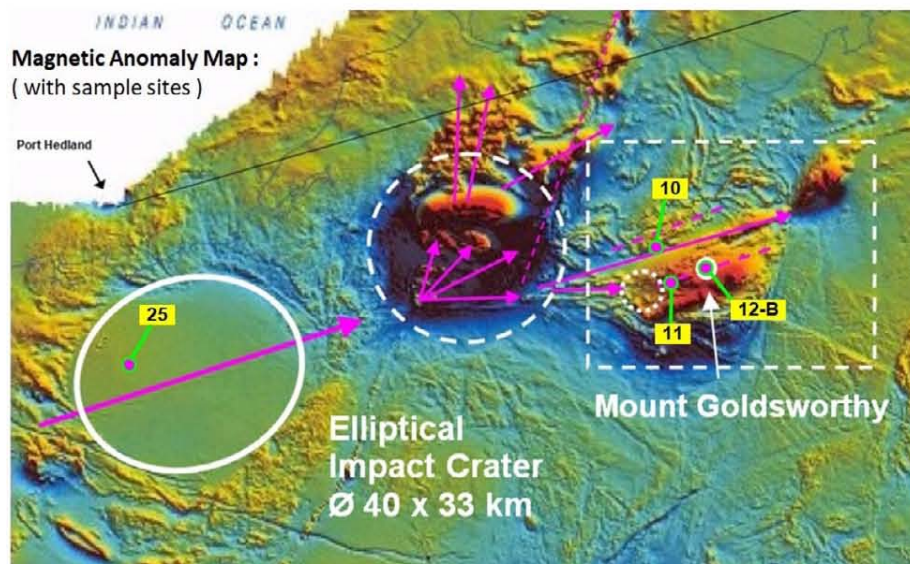 INDIAN OCEAN
Magnetic Anomaly Map :
( with sample sites )
Port Hedland
10
25
11
12-B
Mount Goldsworthy
Elliptical
Impact Crater
Ø 40 x 33 km